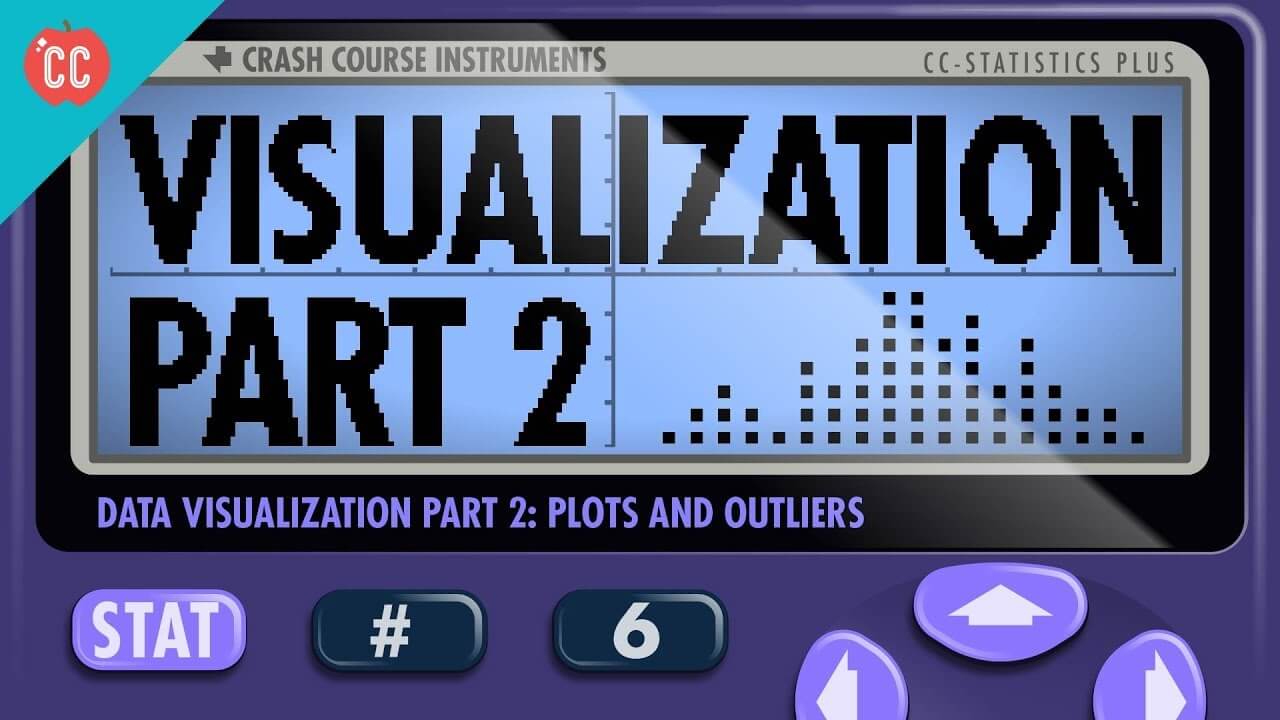 CC
CRASH COURSE INSTRUMENTS
CC-STATISTICS PLUS
VISUALIZATION
PART 2
DATA VISUALIZATION PART 2: PLOTS AND OUTLIERS
STAT
#
6